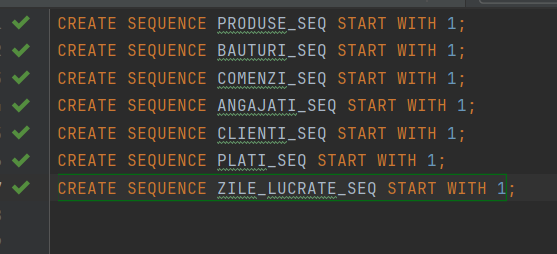 CREATE SEQUENCE PRODUSE_SEQ START WITH 1;
CREATE SEQUENCE BAUTURI_SEQ START WITH 1;
CREATE SEQUENCE COMENZI_SEQ START WITH 1;
CREATE SEQUENCE ANGAJATI_SEQ START WITH 1;
CREATE SEQUENCE CLIENTI_SEQ START WITH 1;
CREATE SEQUENCE PLATI_SEQ START WITH 1;
CREATE SEQUENCE ZILE_LUCRATE_SEQ START WITH 1;